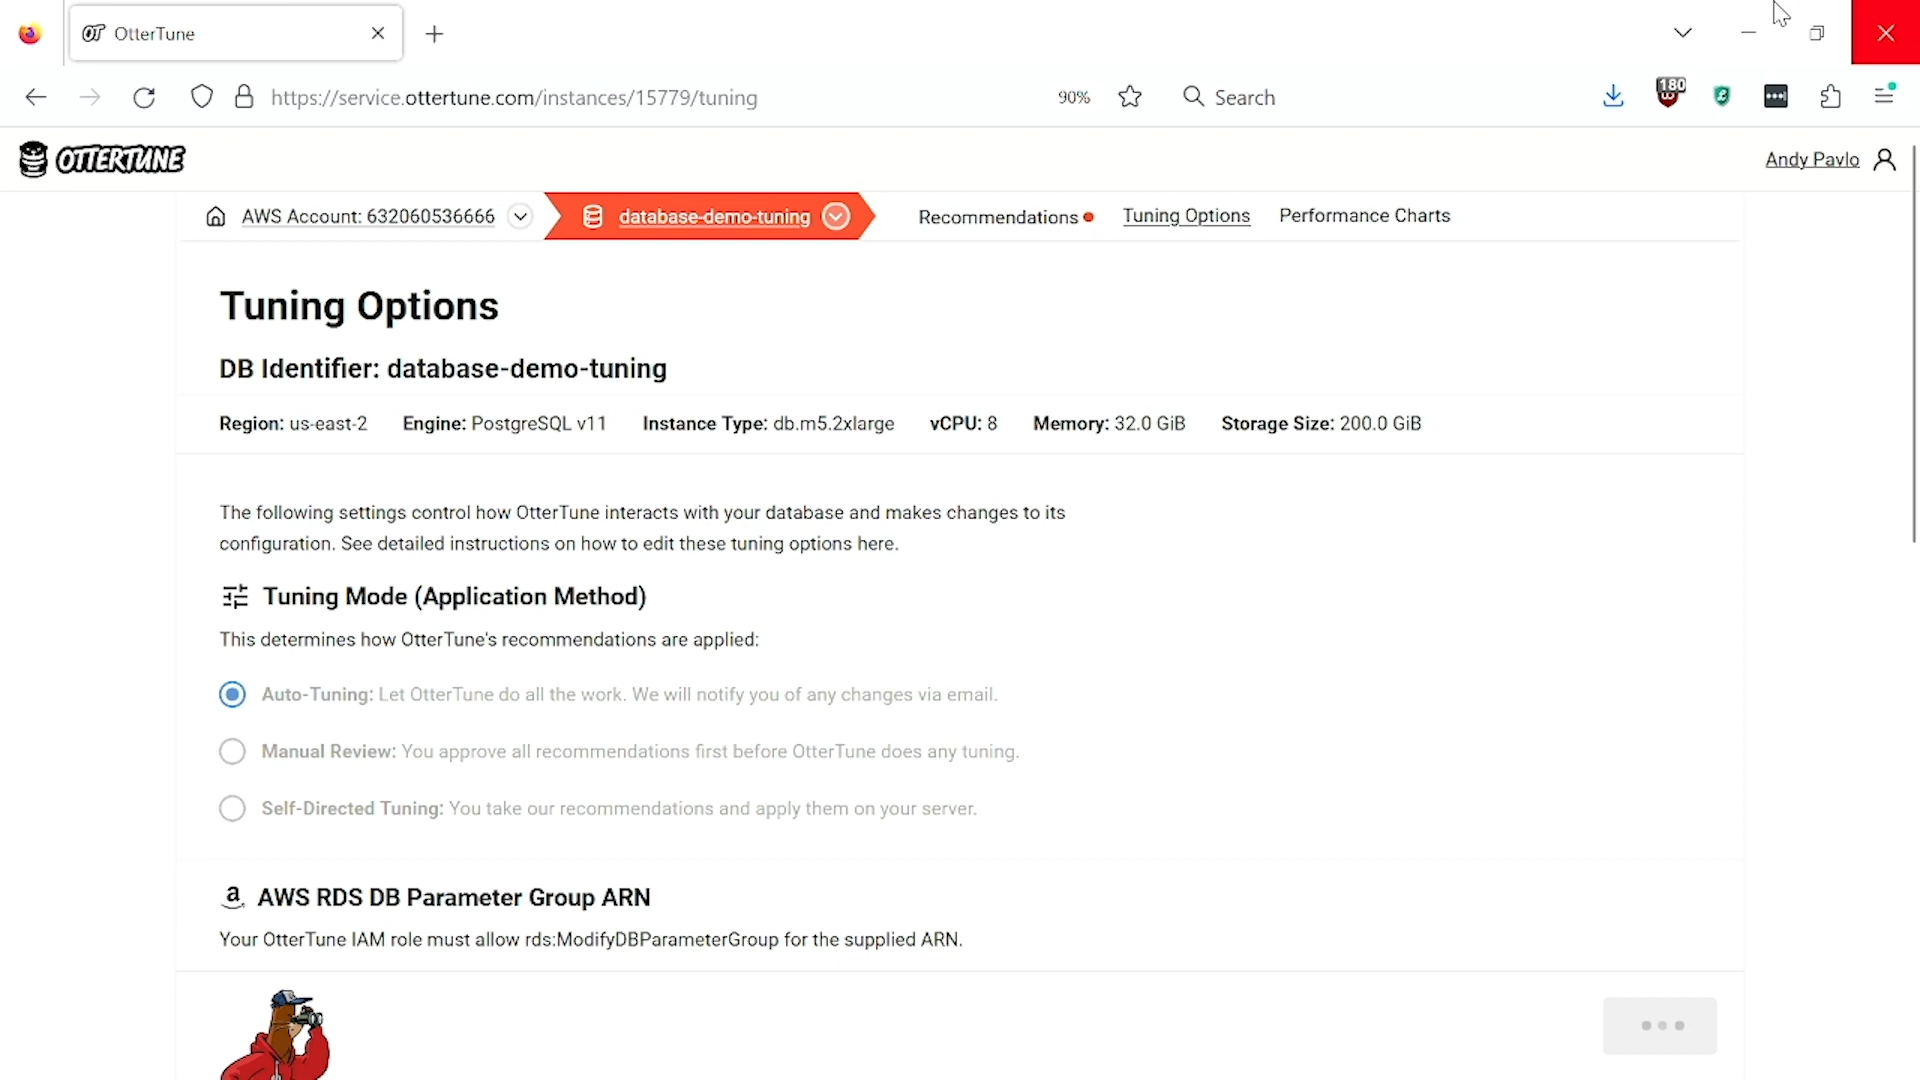 OT OtterTune
https://service.ottertune.com/instances/15779/tuning
90%
Search
180
OTTERTUNE
Andy Pavlo
AWS Account: 632060536666
database-demo-tuning
Recommendations
Tuning Options
Performance Charts
Tuning Options
DB Identifier: database-demo-tuning
Region: us-east-2 Engine: PostgreSQL v11 Instance Type: db.m5.2xlarge vCPU: 8 Memory: 32.0 GiB Storage Size: 200.0 GiB
The following settings control how OtterTune interacts with your database and makes changes to its
configuration. See detailed instructions on how to edit these tuning options here.
Tuning Mode (Application Method)
This determines how OtterTune's recommendations are applied:
Auto-Tuning: Let OtterTune do all the work. We will notify you of any changes via email.
Manual Review: You approve all recommendations first before OtterTune does any tuning.
Self-Directed Tuning: You take our recommendations and apply them on your server.
a AWS RDS DB Parameter Group ARN
Your OtterTune IAM role must allow rds:ModifyDBParameterGroup for the supplied ARN.